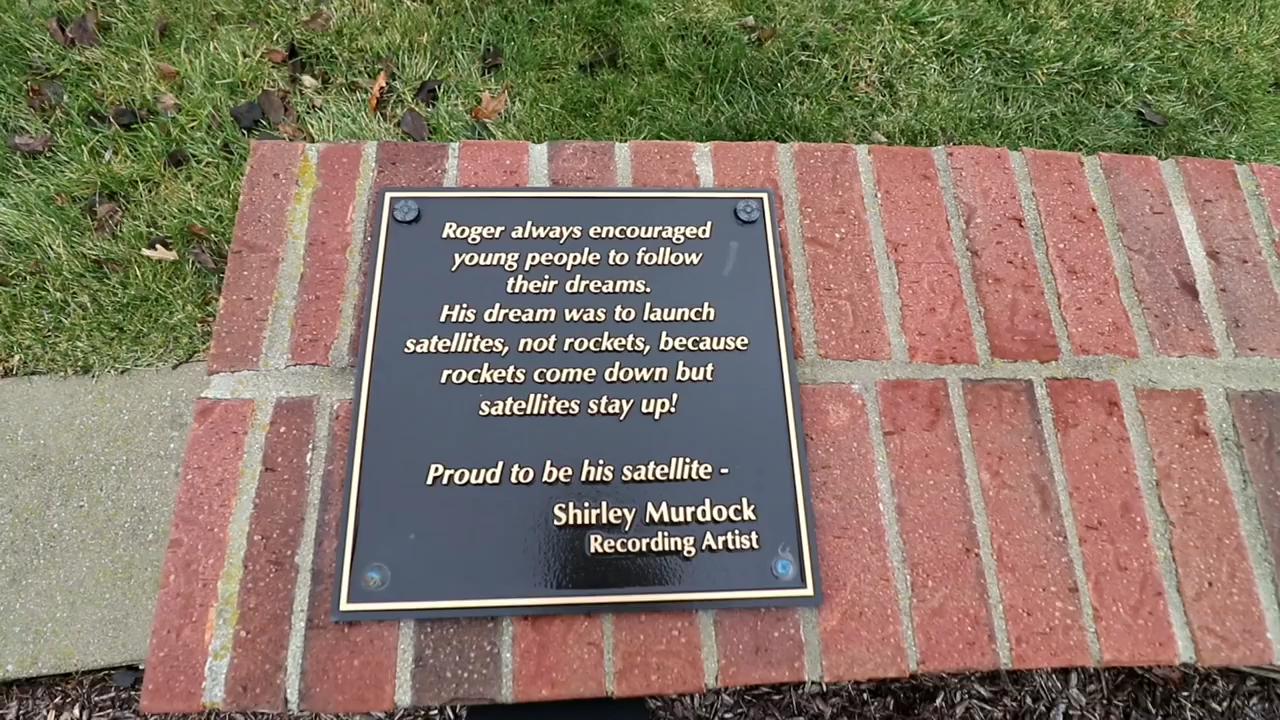 Roger always encouraged
young people to follow
their dreams.
His dream was to launch
satellites, not rockets, because
rockets come down but
satellites stay up!
Proud to be his satellite -
Shirley Murdock
Recording Artist